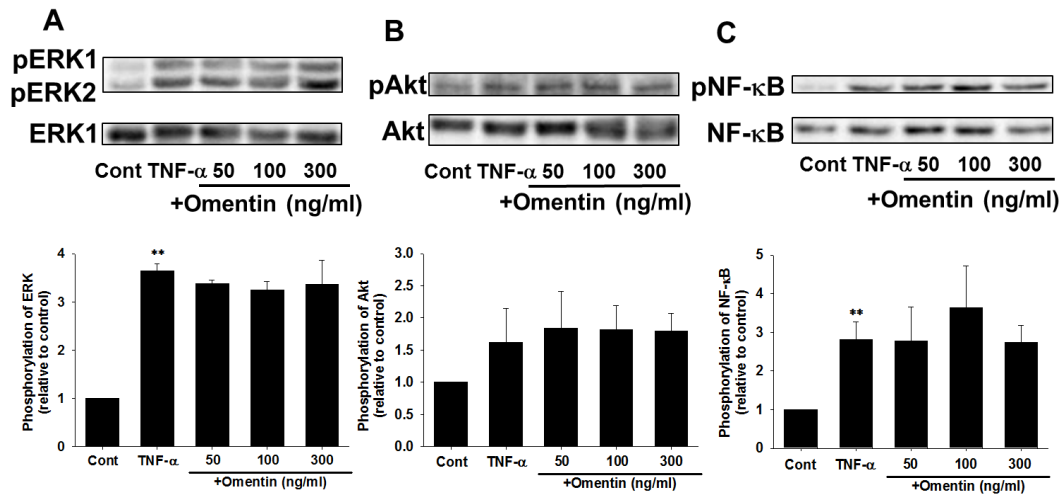 A
pERK1
pERK2
ERK1
Cont TNF-α 50 100 300
+Omentin (ng/ml)
Phosphorylation of ERK
(relative to control)
4
3
2
1
0
**
Cont TNF-α 50 100 300
+Omentin (ng/ml)
B
pAkt
Akt
Cont TNF-α 50 100 300
+Omentin (ng/ml)
Phosphorylation of Akt
(relative to control)
3.0
2.5
2.0
1.5
1.0
0.5
0.0
Cont TNF-α 50 100 300
+Omentin (ng/ml)
C
pNF-κB
NF-κB
Cont TNF-α 50 100 300
+Omentin (ng/ml)
Phosphorylation of NF-κB
(relative to control)
5
4
3
2
1
0
**
Cont TNF-α 50 100 300
+Omentin (ng/ml)